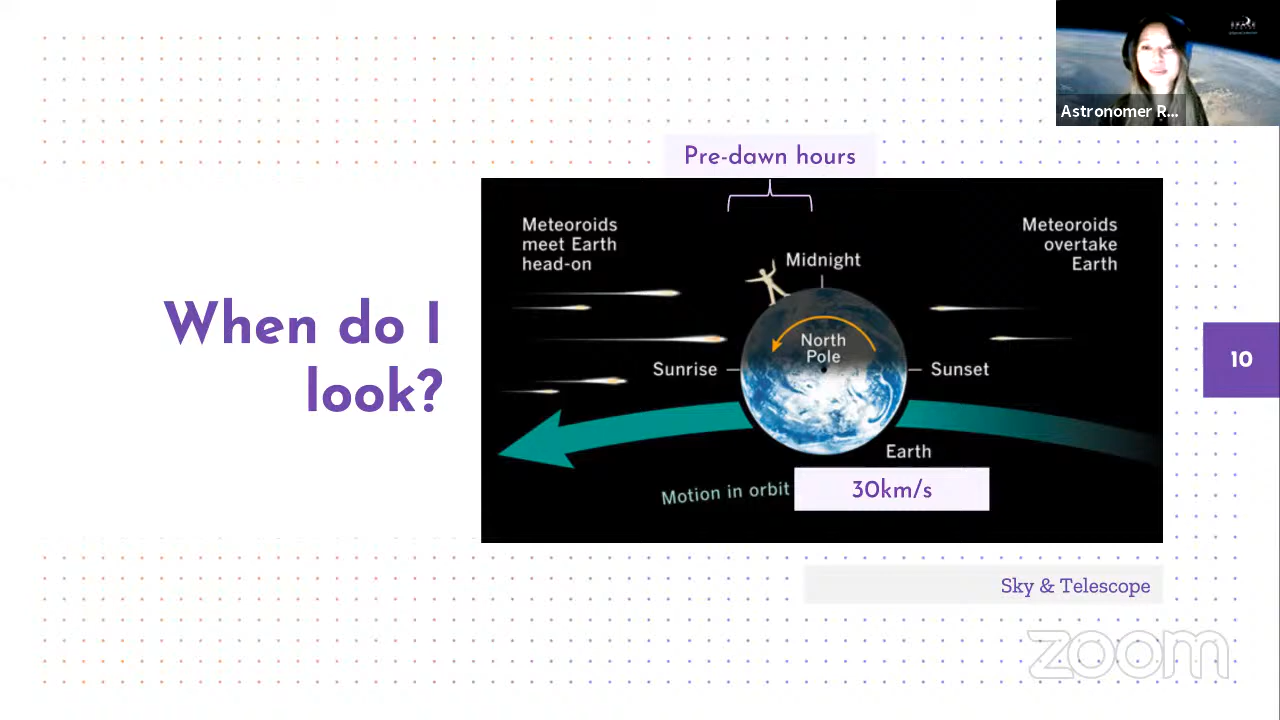 Astronomer R...
Pre-dawn hours
When do I
look?
Meteoroids
meet Earth
head-on
Meteoroids
overtake
Earth
Midnight
North
Pole
Sunrise
Sunset
Earth
Motion in orbit
30km/s
10
Sky & Telescope
zoom